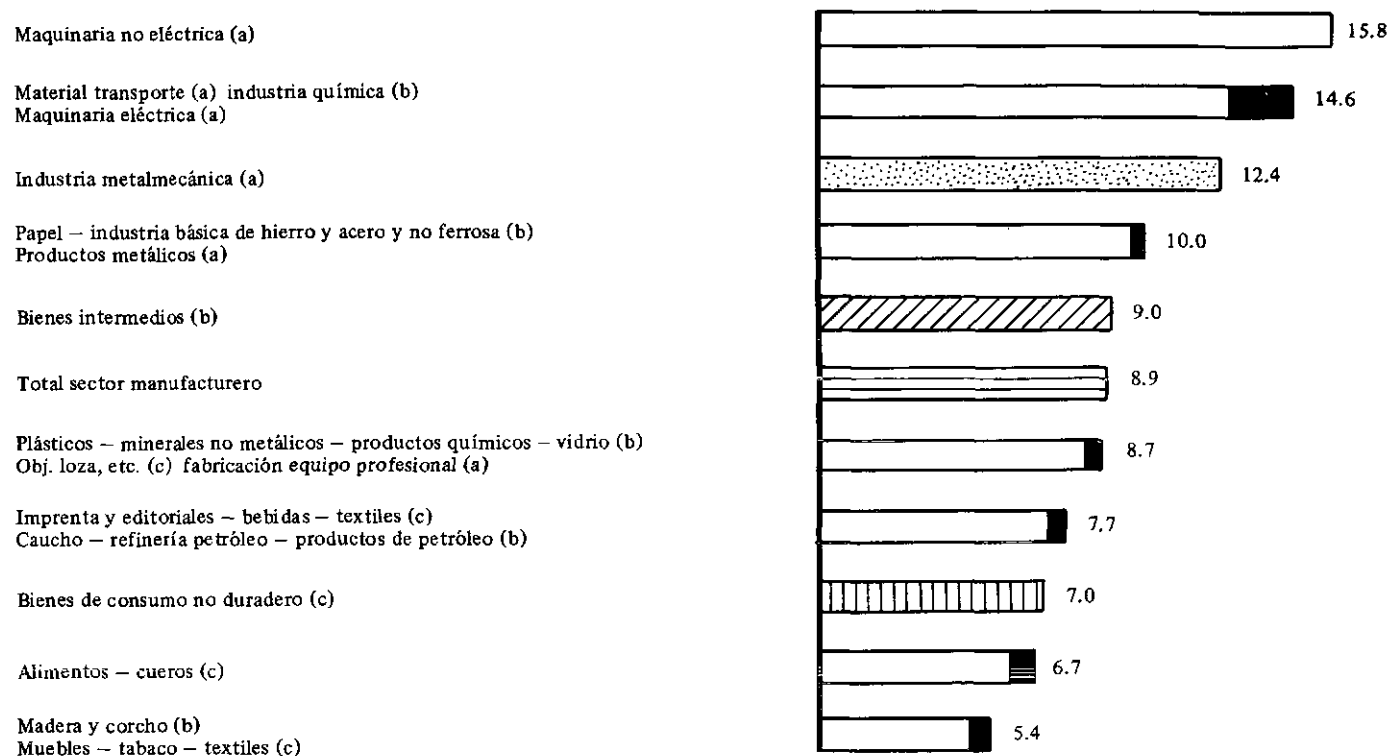 Maquinaria no eléctrica (a)
15.8
Material transporte (a) industria química (b)
Maquinaria eléctrica (a)
14.6
Industria metalmecánica (a)
12.4
Papel – industria básica de hierro y acero y no ferrosa (b)
Productos metálicos (a)
10.0
Bienes intermedios (b)
9.0
Total sector manufacturero
8.9
Plásticos – minerales no metálicos – productos químicos – vidrio (b)
Obj. loza, etc. (c) fabricación equipo profesional (a)
8.7
Imprenta y editoriales – bebidas – textiles (c)
Caucho – refinería petróleo – productos de petróleo (b)
7.7
Bienes de consumo no duradero (c)
7.0
Alimentos – cueros (c)
6.7
Madera y corcho (b)
Muebles – tabaco – textiles (c)
5.4